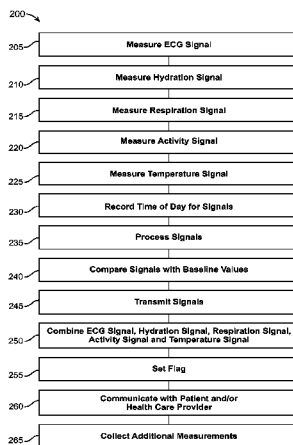 200
205
Measure ECG Signal
210
Measure Hydration Signal
215
Measure Respiration Signal
220
Measure Activity Signal
225
Measure Temperature Signal
230
Record Time of Day for Signals
235
Process Signals
240
Compare Signals with Baseline Values
245
Transmit Signals
250
Combine ECG Signal, Hydration Signal, Respiration Signal,
Activity Signal and Temperature Signal
255
Set Flag
260
Communicate with Patient and/or
Health Care Provider
265
Collect Additional Measurements